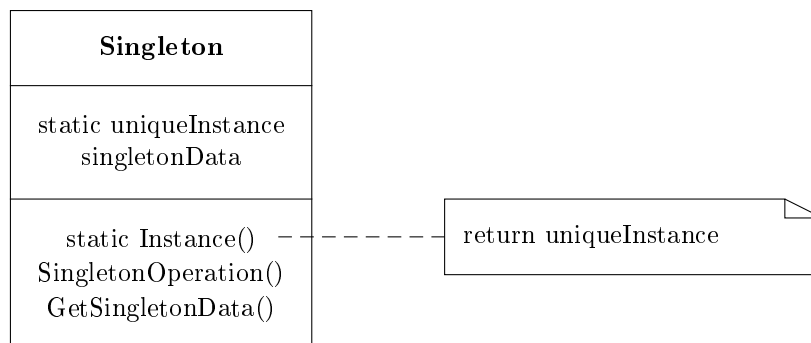 Singleton
static uniqueInstance
singletonData
static Instance()
return uniqueInstance
SingletonOperation()
GetSingletonData()